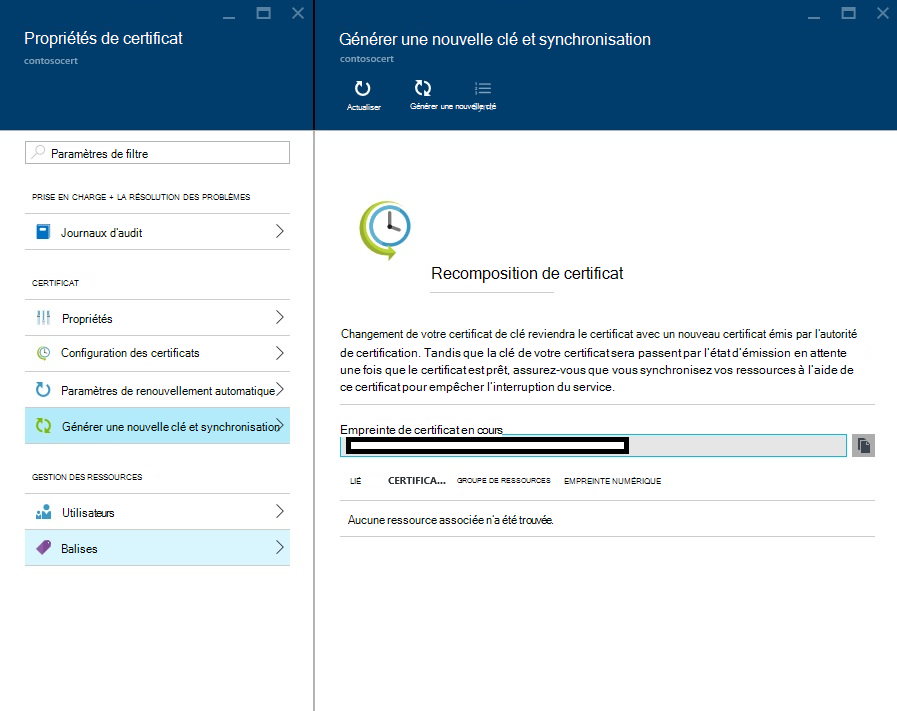 Propriétés de certificat
contosocert
Paramètres de filtre
PRISE EN CHARGE + LA RÉSOLUTION DES PROBLÈMES
Journaux d'audit
CERTIFICAT
Propriétés
Configuration des certificats
Paramètres de renouvellement automatique
Générer une nouvelle clé et synchronisation
GESTION DES RESSOURCES
Utilisateurs
Balises
Générer une nouvelle clé et synchronisation
contosocert
Actualiser
Générer une nouvelle clé
Recomposition de certificat
Changement de votre certificat de clé reviendra le certificat avec un nouveau certificat émis par l'autorité
de certification. Tandis que la clé de votre certificat sera passent par l'état d'émission en attente
une fois que le certificat est prêt, assurez-vous que vous synchronisez vos ressources à l'aide de
ce certificat pour empêcher l'interruption du service.
Empreinte de certificat en cours
LIÉ CERTIFICA... GROUPE DE RESSOURCES EMPREINTE NUMÉRIQUE
Aucune ressource associée n'a été trouvée.